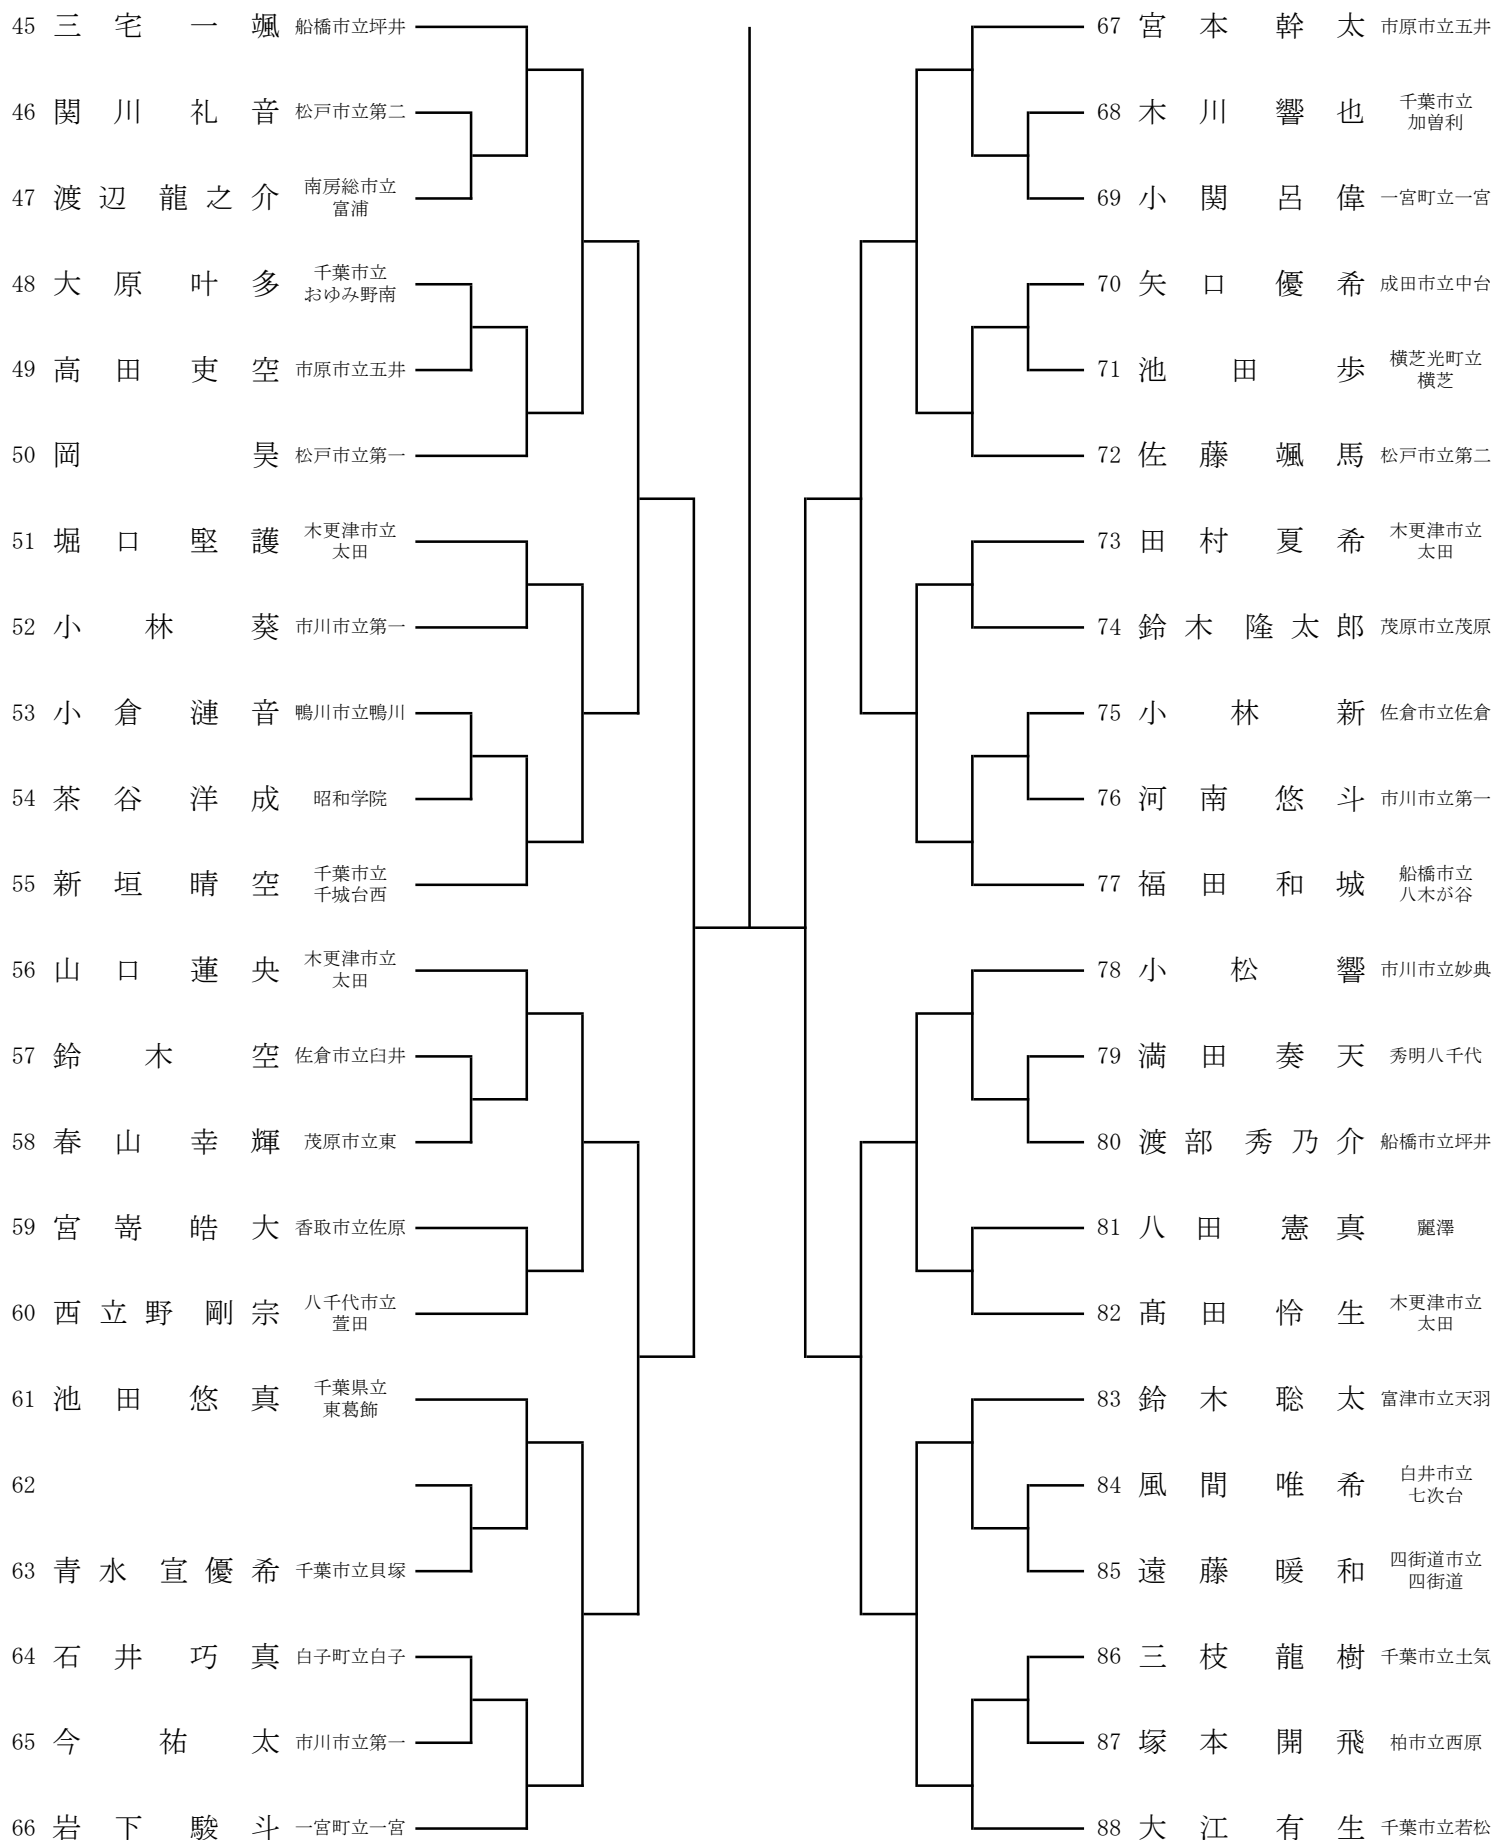 45 三宅 一颯 船橋市立坪井
46 関川 礼音 松戸市立第二
47 渡辺 龍之介 南房総市立
富浦
48 大原 叶多 千葉市立
おゆみ野南
49 高田 吏空 市原市立五井
50 岡 昊 松戸市立第一
51 堀口 堅護 木更津市立
太田
52 小林 葵 市川市立第一
53 小倉 漣音 鴨川市立鴨川
54 茶谷 洋成 昭和学院
55 新垣 晴空 千葉市立
千城台西
56 山口 蓮央 木更津市立
太田
57 鈴木 空 佐倉市立臼井
58 春山 幸輝 茂原市立東
59 宮嵜 皓大 香取市立佐原
60 西立野 剛宗 八千代市立
萱田
61 池田 悠真 千葉県立
東葛飾
62
63 青水 宣優希 千葉市立貝塚
64 石井 巧真 白子町立白子
65 今 祐太 市川市立第一
66 岩下 駿斗 一宮町立一宮
67 宮本 幹太 市原市立五井
68 木川 響也 千葉市立
加曽利
69 小関 呂偉 一宮町立一宮
70 矢口 優希 成田市立中台
71 池田 歩 横芝光町立
横芝
72 佐藤 颯馬 松戸市立第二
73 田村 夏希 木更津市立
太田
74 鈴木 隆太郎 茂原市立茂原
75 小林 新 佐倉市立佐倉
76 河南 悠斗 市川市立第一
77 福田 和城 船橋市立
八木が谷
78 小松 響 市川市立妙典
79 満田 奏天 秀明八千代
80 渡部 秀乃介 船橋市立坪井
81 八田 憲真 麗澤
82 髙田 怜生 木更津市立
太田
83 鈴木 聡太 富津市立天羽
84 風間 唯希 白井市立
七次台
85 遠藤 暖和 四街道市立
四街道
86 三枝 龍樹 千葉市立土気
87 塚本 開飛 柏市立西原
88 大江 有生 千葉市立若松